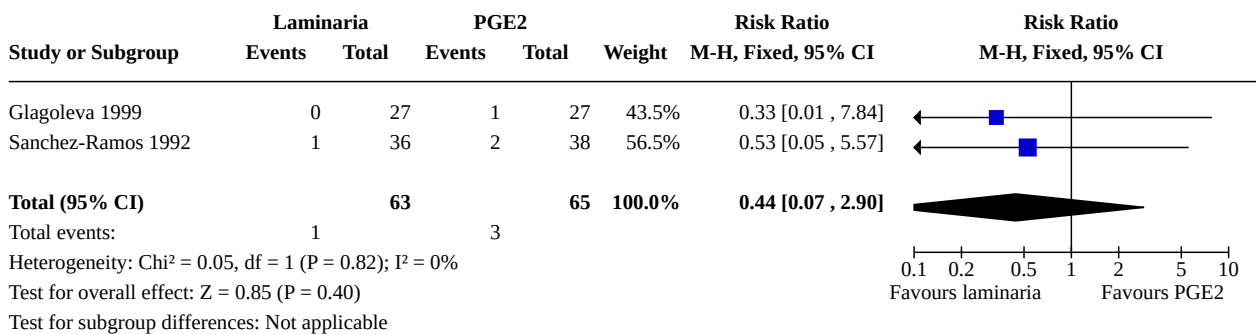 Laminaria PGE2 Risk Ratio Risk Ratio
Study or Subgroup Events Total Events Total Weight M-H, Fixed, 95% CI M-H, Fixed, 95% CI
Glagoleva 1999 0 27 1 27 43.5% 0.33 [0.01 , 7.84]
Sanchez-Ramos 1992 1 36 2 38 56.5% 0.53 [0.05 , 5.57]
Total (95% CI) 63 65 100.0% 0.44 [0.07 , 2.90]
Total events: 1 3
Heterogeneity: Chi² = 0.05, df = 1 (P = 0.82); I² = 0%
0.1 0.2 0.5 1 2 5 10
Test for overall effect: Z = 0.85 (P = 0.40)
Favours laminaria Favours PGE2
Test for subgroup differences: Not applicable